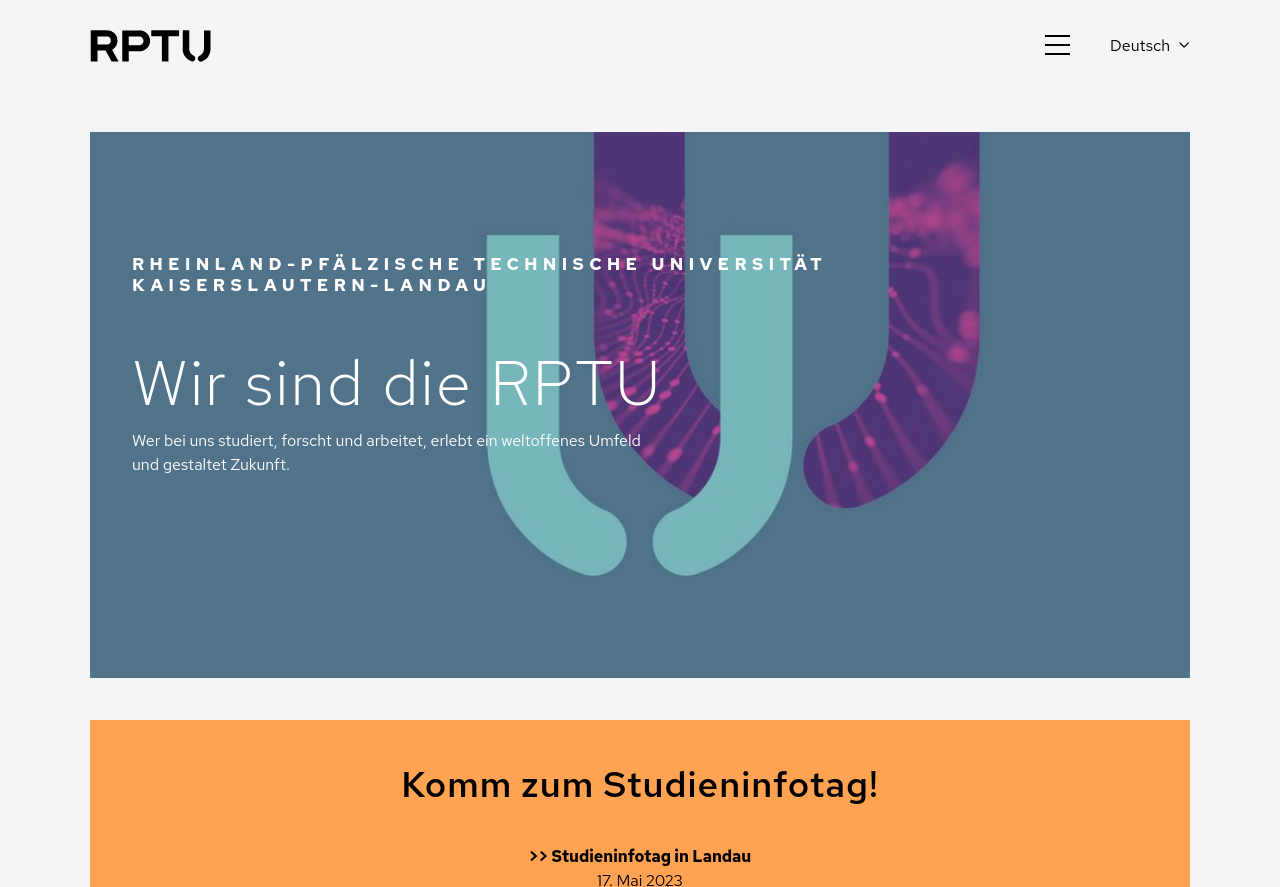 RPTU
Deutsch
RHEINLAND-PFÄLZISCHE TECHNISCHE UNIVERSITÄT
KAISERSLAUTERN-LANDAU
Wir sind die RPTU
Wer bei uns studiert, forscht und arbeitet, erlebt ein weltoffenes Umfeld
und gestaltet Zukunft.
Komm zum Studieninfotag!
>> Studieninfotag in Landau
17. Mai 2023